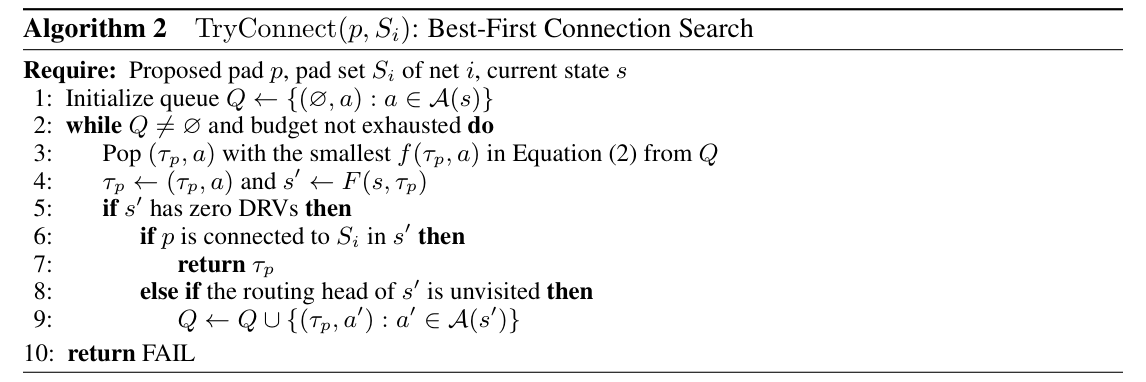 Algorithm 2 TryConnect(p, S_i): Best-First Connection Search
Require: Proposed pad p, pad set S_i of net i, current state s
1: Initialize queue Q ← {(∅, a) : a ∈ A(s)}
2: while Q ≠ ∅ and budget not exhausted do
3: Pop (τ_p, a) with the smallest f(τ_p, a) in Equation (2) from Q
4: τ_p ← (τ_p, a) and s′ ← F(s, τ_p)
5: if s′ has zero DRVs then
6: if p is connected to S_i in s′ then
7: return τ_p
8: else if the routing head of s′ is unvisited then
9: Q ← Q ∪ {(τ_p, a′) : a′ ∈ A(s′)}
10: return FAIL